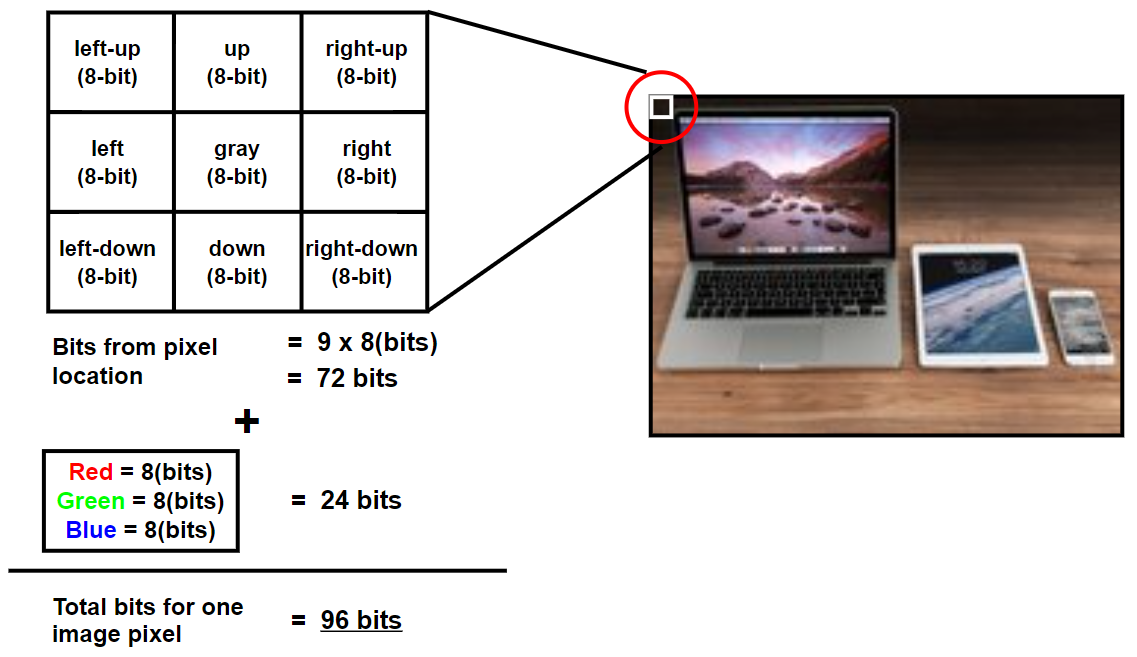 left-up
(8-bit)
up
(8-bit)
right-up
(8-bit)
left
(8-bit)
gray
(8-bit)
right
(8-bit)
left-down
(8-bit)
down
(8-bit)
right-down
(8-bit)
Bits from pixel
location
= 9 x 8(bits)
= 72 bits
+
Red = 8(bits)
Green = 8(bits)
Blue = 8(bits)
= 24 bits
Total bits for one
image pixel
= 96 bits